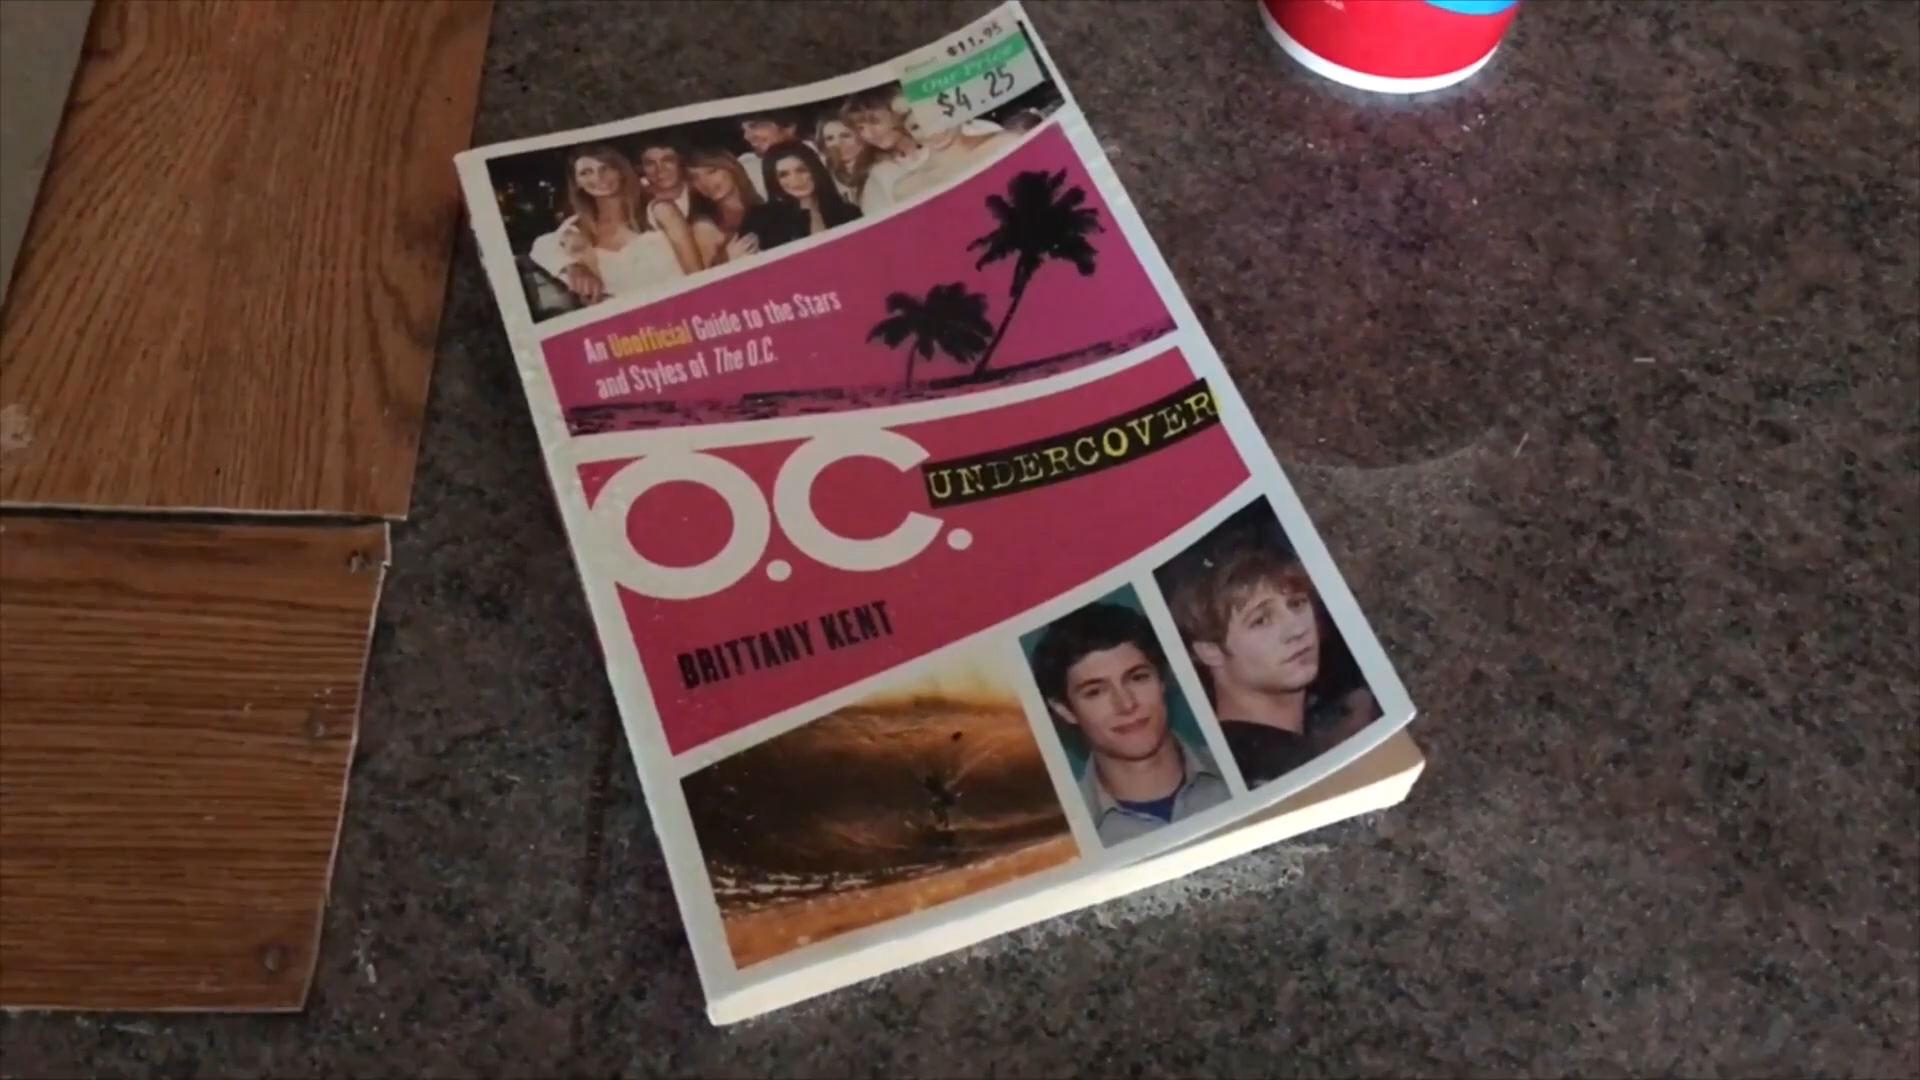 $11.95
Our Price
$4.25
An Unofficial Guide to the Stars
and Styles of The O.C.
O.C. UNDERCOVER
BRITTANY KENT